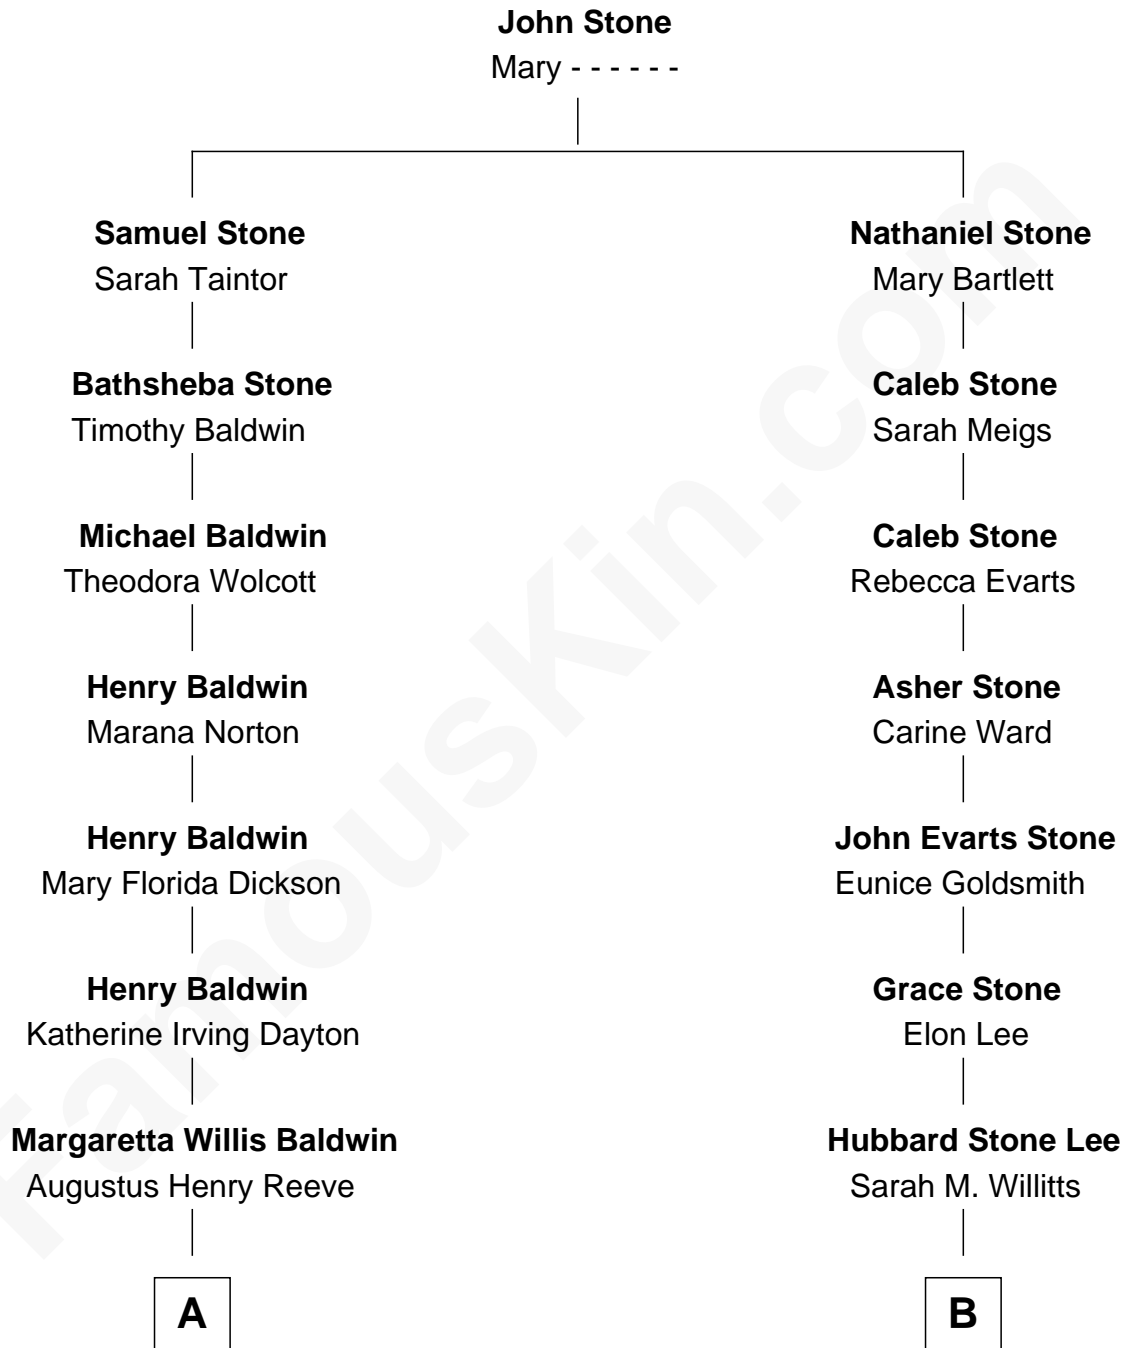 John Stone
Mary - - - - - -
Samuel Stone
Sarah Taintor
Nathaniel Stone
Mary Bartlett
Bathsheba Stone
Timothy Baldwin
Caleb Stone
Sarah Meigs
Michael Baldwin
Theodora Wolcott
Caleb Stone
Rebecca Evarts
Henry Baldwin
Marana Norton
Asher Stone
Carine Ward
Henry Baldwin
Mary Florida Dickson
John Evarts Stone
Eunice Goldsmith
Henry Baldwin
Katherine Irving Dayton
Grace Stone
Elon Lee
Margaretta Willis Baldwin
Augustus Henry Reeve
Hubbard Stone Lee
Sarah M. Willitts
A
B
FamousKin.com